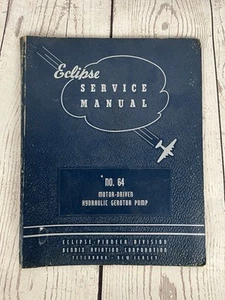 Eclipse
SERVICE
MANUAL
NO. 64
MOTOR-DRIVEN
HYDRAULIC GEROTOR PUMP
ECLIPSE-PIONEER DIVISION
BENDIX AVIATION CORPORATION
TETERBORO • NEW JERSEY